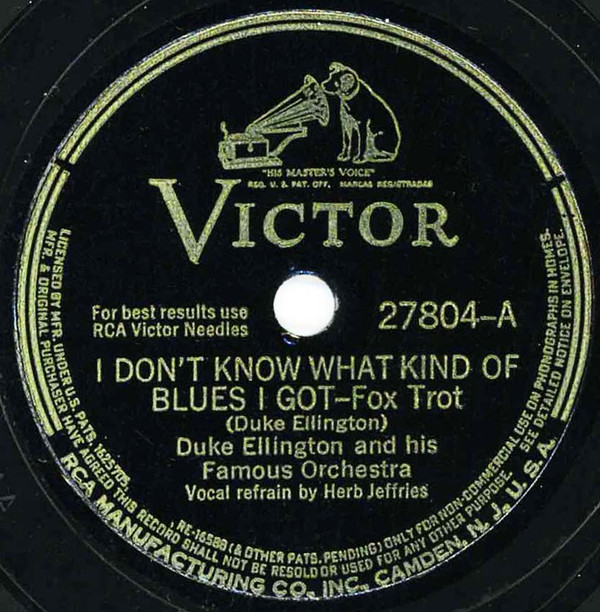 "HIS MASTER'S VOICE"
REG. U. S. PAT. OFF. MARCAS REGISTRADAS
VICTOR
For best results use
RCA Victor Needles
27804-A
I DON'T KNOW WHAT KIND OF
BLUES I GOT-Fox Trot
(Duke Ellington)
Duke Ellington and his
Famous Orchestra
Vocal refrain by Herb Jeffries
LICENSED BY MFR. UNDER U.S. PATS. 1625705,
RE-16588 (& OTHER PATS. PENDING) ONLY FOR NON-COMMERCIAL USE ON PHONOGRAPHS IN HOMES.
MFR. & ORIGINAL PURCHASER HAVE AGREED THIS RECORD SHALL NOT BE RESOLD OR USED FOR ANY OTHER PURPOSE. SEE DETAILED NOTICE ON ENVELOPE.
RCA MANUFACTURING CO. INC., CAMDEN, N. J., U. S. A.